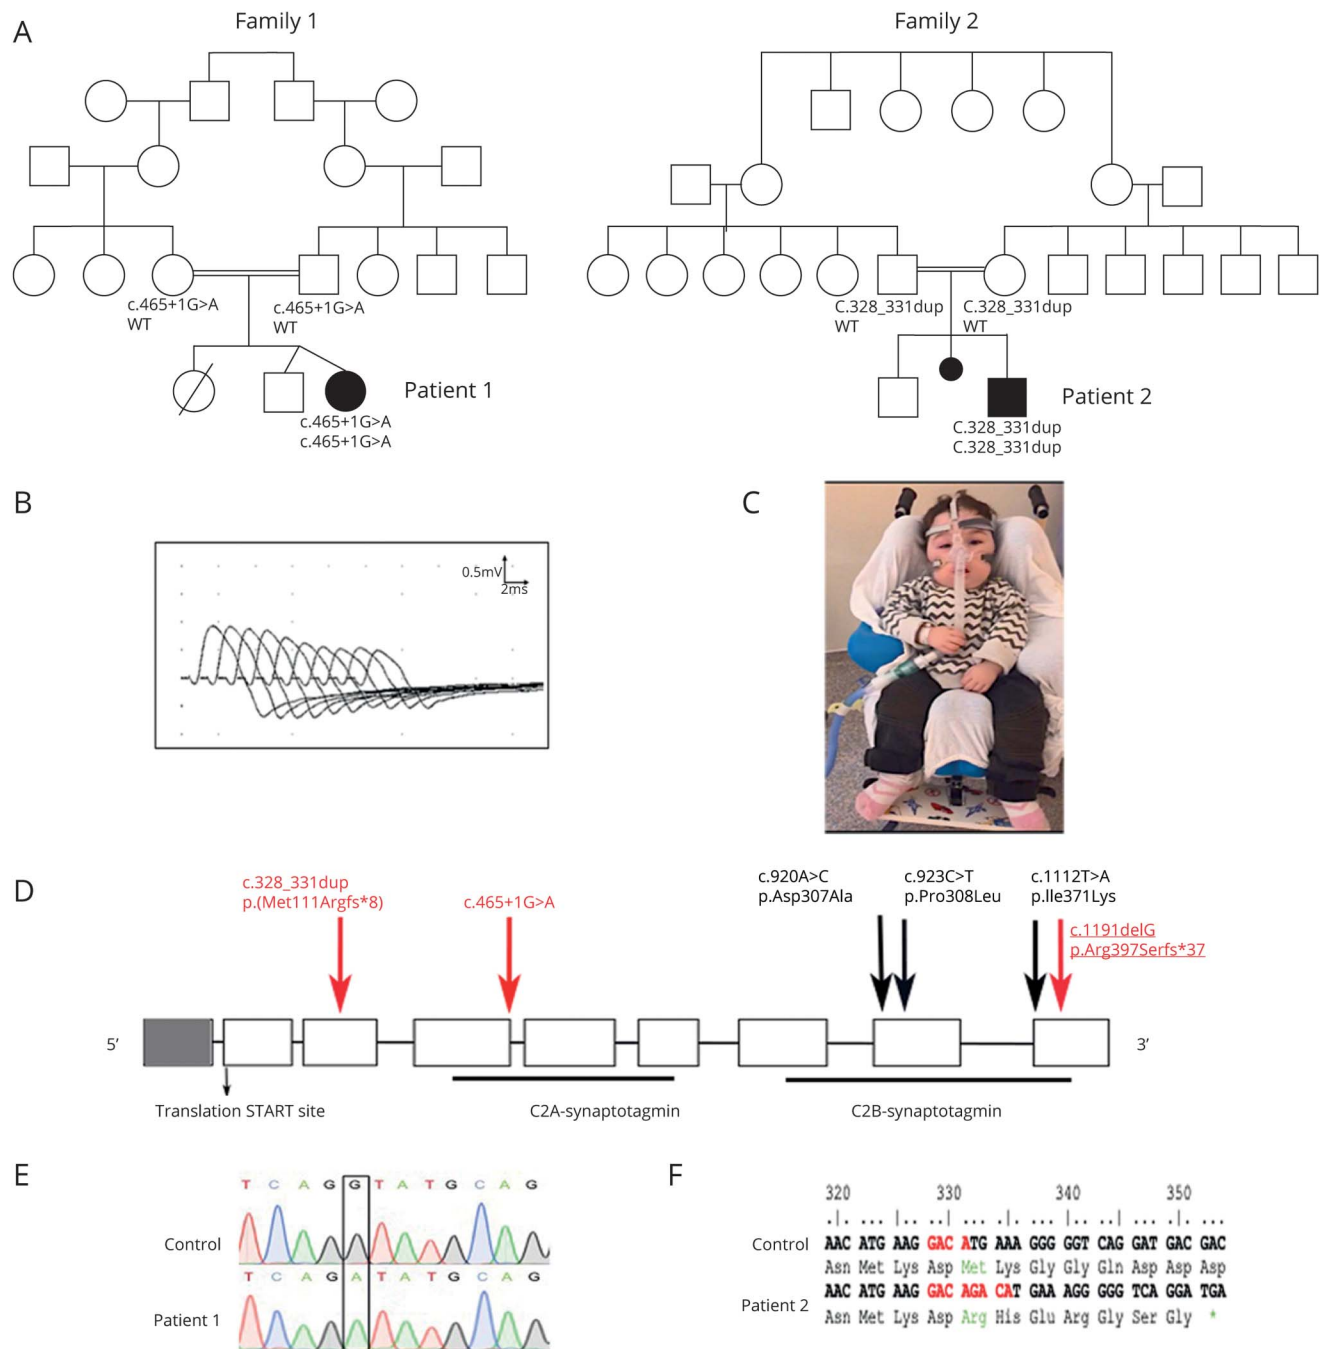 A
Family 1
Family 2
c.465+1G>A
WT
c.465+1G>A
WT
C.328_331dup
WT
C.328_331dup
WT
Patient 1
c.465+1G>A
c.465+1G>A
Patient 2
C.328_331dup
C.328_331dup
B
0.5mV
2ms
C
D
c.328_331dup
p.(Met111Argfs*8)
c.465+1G>A
c.920A>C
p.Asp307Ala
c.923C>T
p.Pro308Leu
c.1112T>A
p.Ile371Lys
c.1191delG
p.Arg397Serfs*37
5'
3'
Translation START site
C2A-synaptotagmin
C2B-synaptotagmin
E
T C A G G T A T G C A G
Control
T C A G A T A T G C A G
Patient 1
F
320 330 340 350
Control
AAC ATG AAG GAC ATG AAA GGG GGT CAG GAT GAC GAC
Asn Met Lys Asp Met Lys Gly Gly Gln Asp Asp Asp
Patient 2
AAC ATG AAG GAC AGA CAT GAA AGG GGG TCA GGA TGA
Asn Met Lys Asp Arg His Glu Arg Gly Ser Gly *